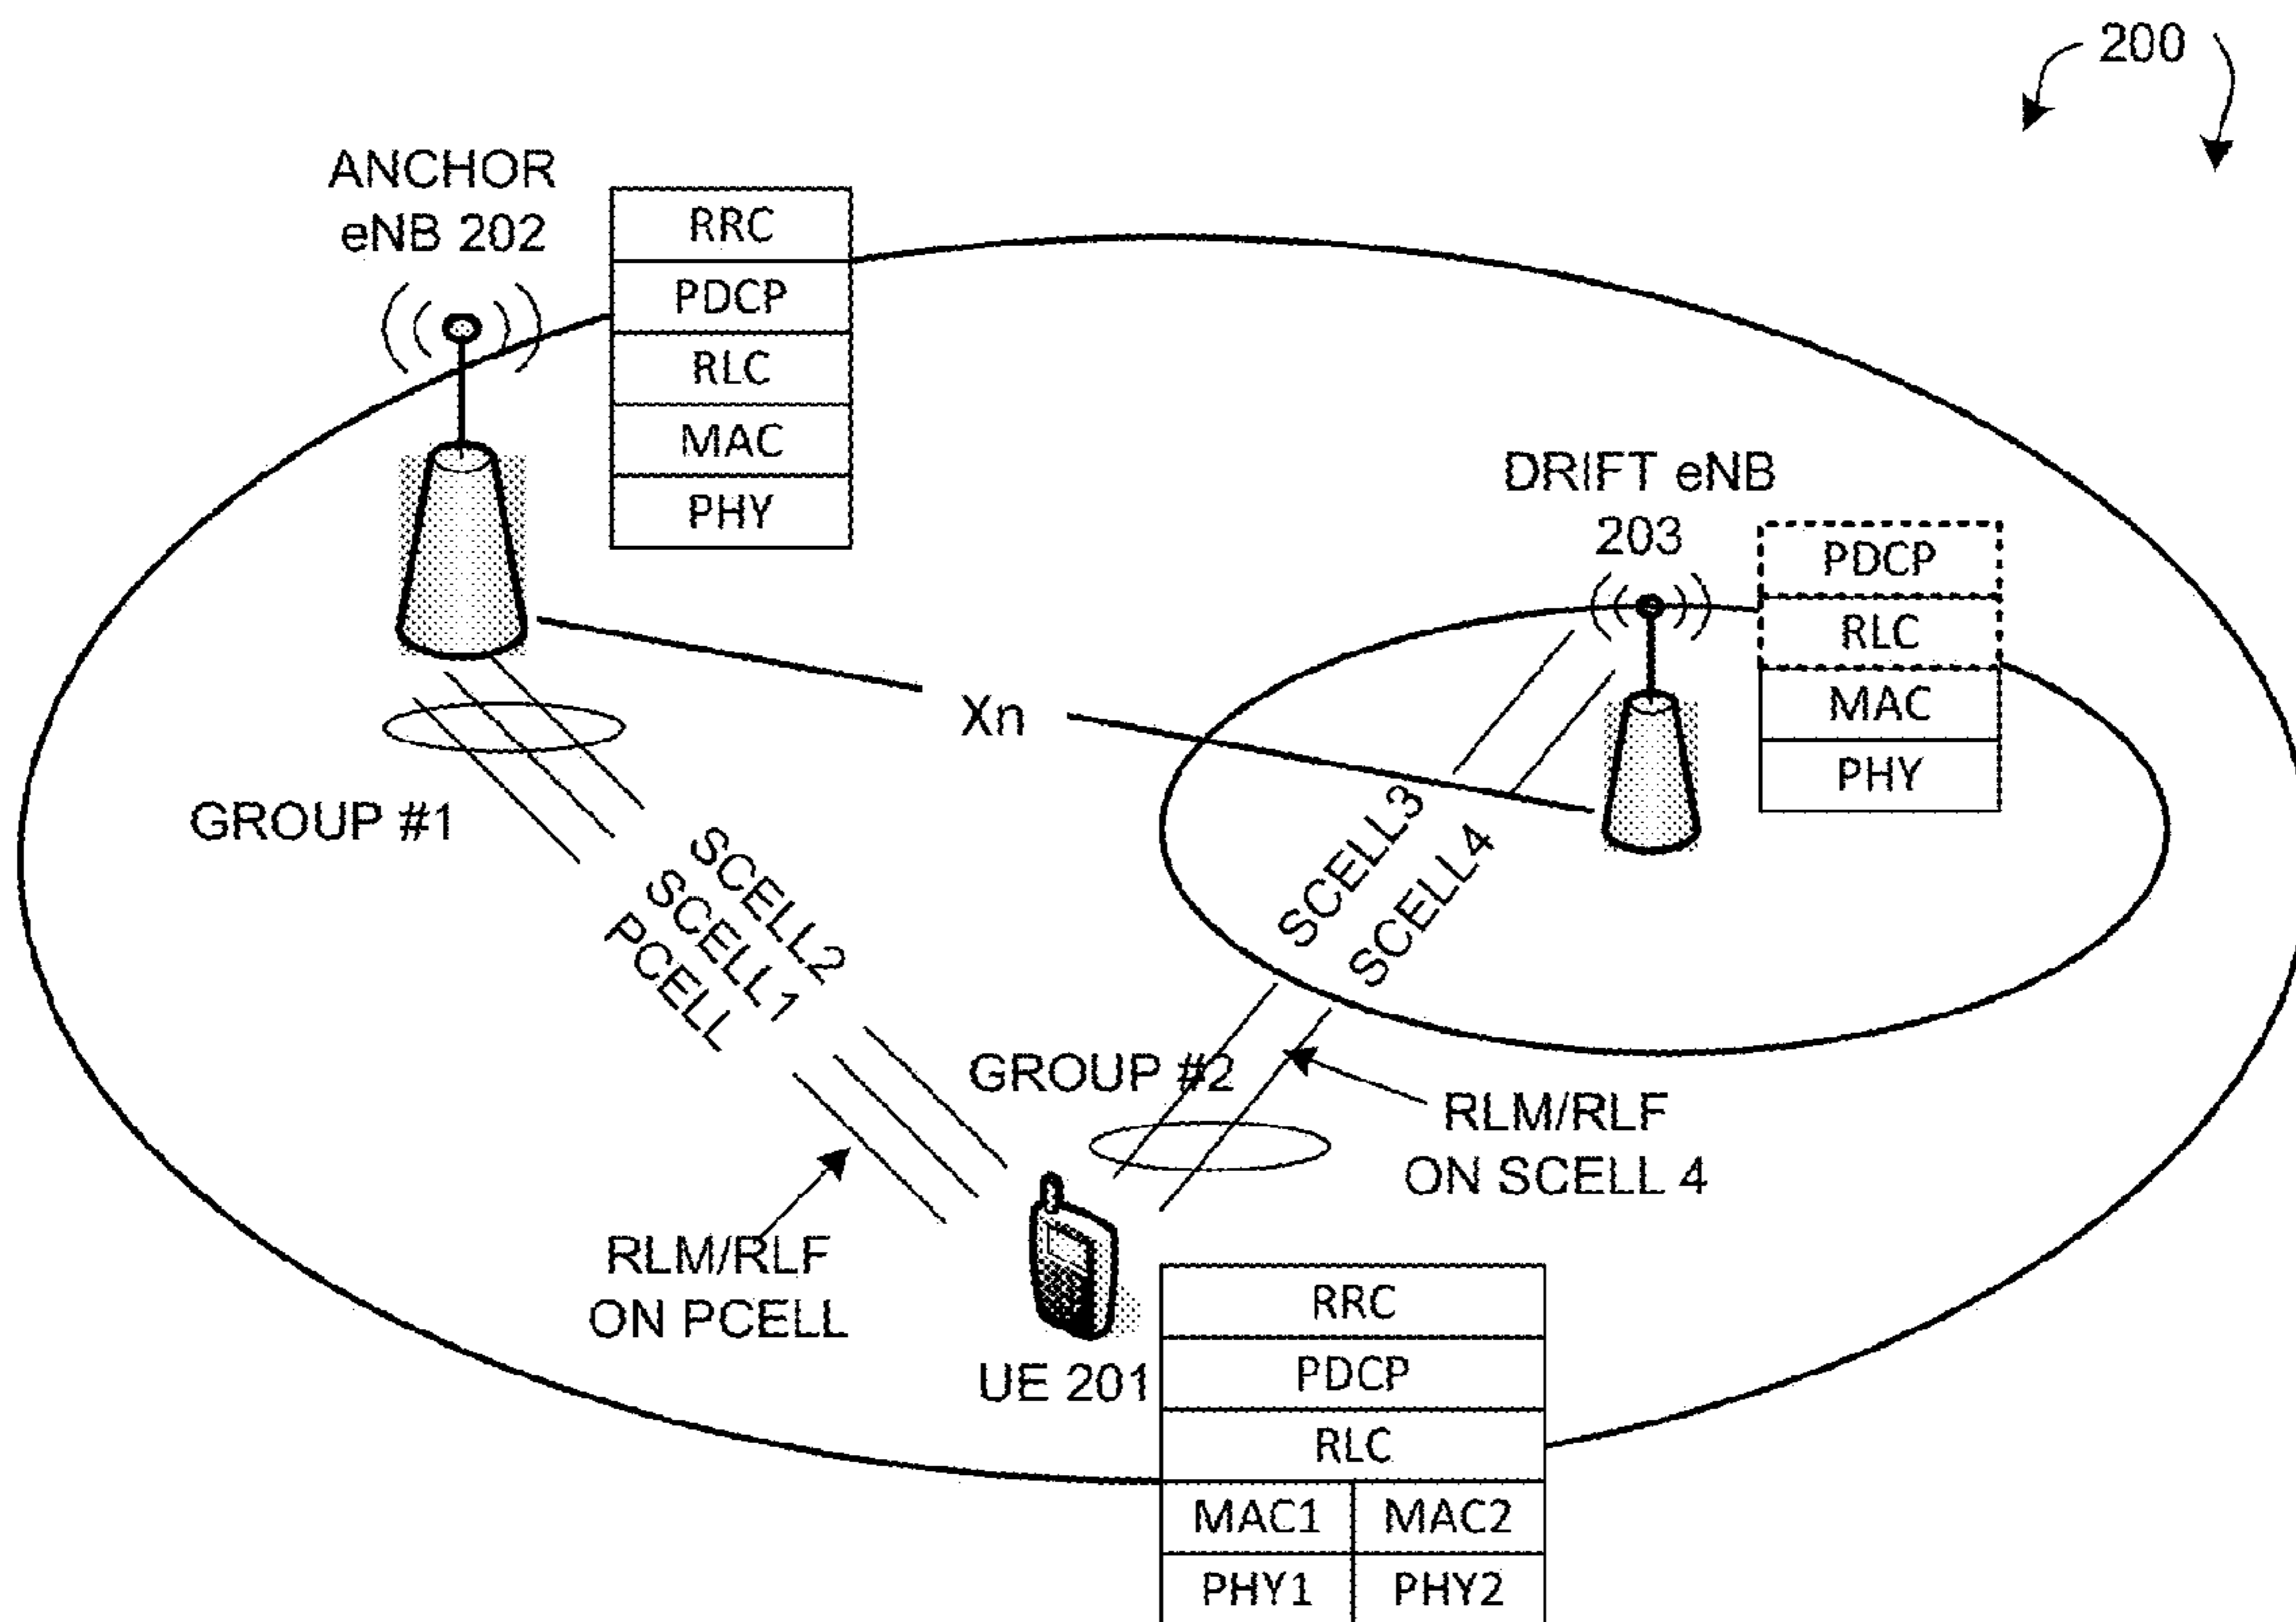 200
ANCHOR
eNB 202
RRC
PDCP
RLC
MAC
PHY
DRIFT eNB
203
PDCP
RLC
MAC
PHY
Xn
GROUP #1
SCELL2
SCELL1
PCELL
SCELL3
SCELL4
GROUP #2
RLM/RLF
ON SCELL 4
RLM/RLF
ON PCELL
UE 201
RRC
PDCP
RLC
MAC1 MAC2
PHY1 PHY2